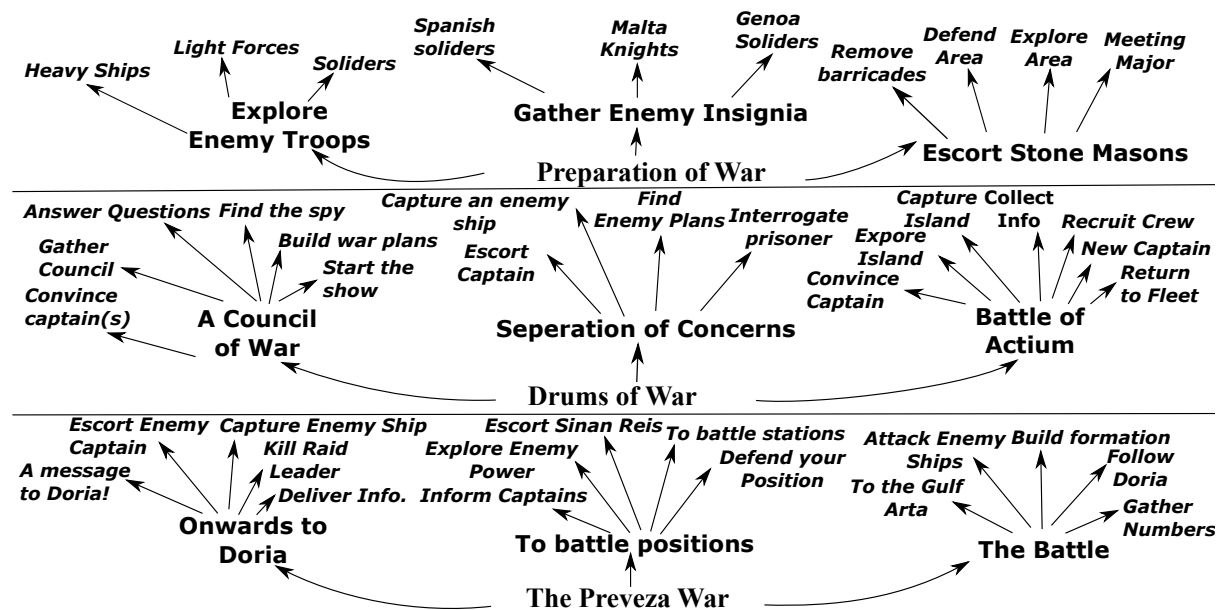 Heavy Ships
Light Forces
Soliders
Explore
Enemy Troops
Spanish
soliders
Malta
Knights
Genoa
Soliders
Gather Enemy Insignia
Remove
barricades
Defend
Area
Explore
Area
Meeting
Major
Escort Stone Masons
Preparation of War
Answer Questions
Find the spy
Gather
Council
Build war plans
Convince
captain(s)
Start the
show
A Council
of War
Capture an enemy
ship
Escort
Captain
Find
Enemy Plans
Interrogate
prisoner
Seperation of Concerns
Capture
Island
Collect
Info
Recruit Crew
Expore
Island
New Captain
Convince
Captain
Return
to Fleet
Battle of
Actium
Drums of War
Escort Enemy
Captain
Capture Enemy Ship
A message
to Doria!
Kill Raid
Leader
Deliver Info.
Onwards to
Doria
Escort Sinan Reis
Explore Enemy
Power
To battle stations
Inform Captains
Defend your
Position
To battle positions
Attack Enemy
Ships
Build formation
To the Gulf
Arta
Follow
Doria
Gather
Numbers
The Battle
The Preveza War